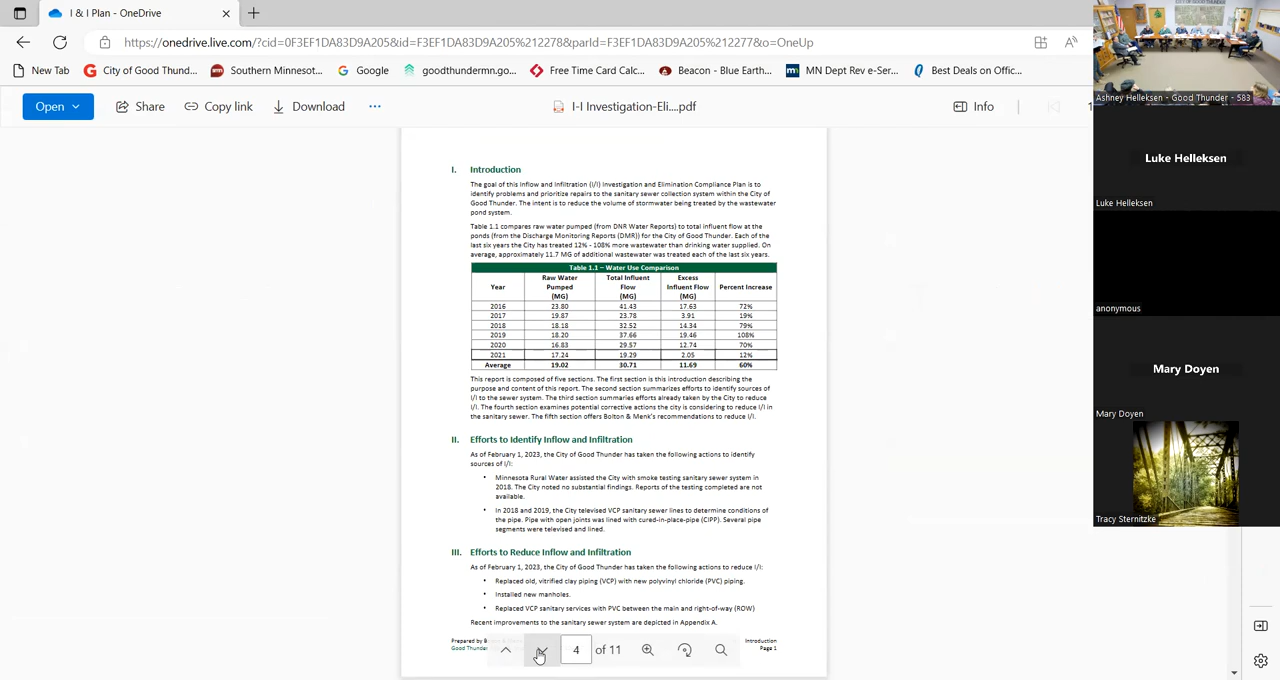 I & I Plan - OneDrive
https://onedrive.live.com/?cid=0F3EF1DA83D9A205&id=F3EF1DA83D9A205%212278&parId=F3EF1DA83D9A205%212277&o=OneUp
New Tab
City of Good Thund...
Southern Minnesot...
Google
goodthundermn.go...
Free Time Card Calc...
Beacon - Blue Earth...
MN Dept Rev e-Ser...
Best Deals on Offic...
Open
Share
Copy link
Download
I-I Investigation-Eli....pdf
Info
1
I. Introduction
The goal of this Inflow and Infiltration (I/I) Investigation and Elimination Compliance Plan is to
identify problems and prioritize repairs to the sanitary sewer collection system within the City of
Good Thunder. The intent is to reduce the volume of stormwater being treated by the wastewater
pond system.
Table 1.1 compares raw water pumped (from DNR Water Reports) to total influent flow at the
ponds (from the Discharge Monitoring Reports (DMR)) for the City of Good Thunder. Each of the
last six years the City has treated 12% - 108% more wastewater than drinking water supplied. On
average, approximately 11.7 MG of additional wastewater was treated each of the last six years.
Table 1.1 – Water Use Comparison
Year Raw Water Pumped (MG) Total Influent Flow (MG) Excess Influent Flow (MG) Percent Increase
2016 23.80 41.43 17.63 72%
2017 19.87 23.78 3.91 19%
2018 18.18 32.52 14.34 79%
2019 18.20 37.66 19.46 108%
2020 16.83 29.57 12.74 70%
2021 17.24 19.29 2.05 12%
Average 19.02 30.71 11.69 60%
This report is composed of five sections. The first section is this introduction describing the
purpose and content of this report. The second section summarizes efforts to identify sources of
I/I to the sewer system. The third section summaries efforts already taken by the City to reduce
I/I. The fourth section examines potential corrective actions the city is considering to reduce I/I in
the sanitary sewer. The fifth section offers Bolton & Menk's recommendations to reduce I/I.
II. Efforts to Identify Inflow and Infiltration
As of February 1, 2023, the City of Good Thunder has taken the following actions to identify
sources of I/I:
• Minnesota Rural Water assisted the City with smoke testing sanitary sewer system in
2018. The City noted no substantial findings. Reports of the testing completed are not
available.
• In 2018 and 2019, the City televised VCP sanitary sewer lines to determine conditions of
the pipe. Pipe with open joints was lined with cured-in-place-pipe (CIPP). Several pipe
segments were televised and lined.
III. Efforts to Reduce Inflow and Infiltration
As of February 1, 2023, the City of Good Thunder has taken the following actions to reduce I/I:
• Replaced old, vitrified clay piping (VCP) with new polyvinyl chloride (PVC) piping.
• Installed new manholes.
• Replaced VCP sanitary services with PVC between the main and right-of-way (ROW)
Recent improvements to the sanitary sewer system are depicted in Appendix A.
Prepared by B
Introduction
Good Thunder
Page 1
4 of 11
CITY OF GOOD THUNDER
Ashney Helleksen - Good Thunder - 583
Luke Helleksen
Luke Helleksen
anonymous
Mary Doyen
Mary Doyen
Tracy Sternitzke